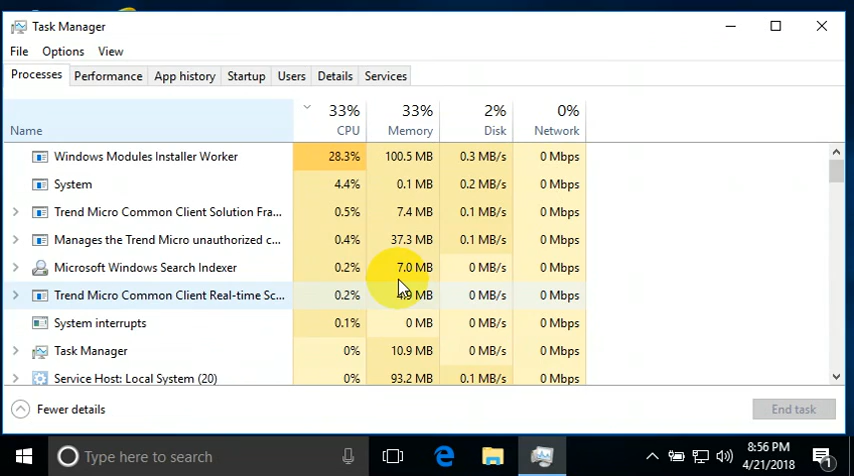 Task Manager
File Options View
Processes Performance App history Startup Users Details Services
33% 33% 2% 0%
Name CPU Memory Disk Network
Windows Modules Installer Worker 28.3% 100.5 MB 0.3 MB/s 0 Mbps
System 4.4% 0.1 MB 0.2 MB/s 0 Mbps
Trend Micro Common Client Solution Fra... 0.5% 7.4 MB 0.1 MB/s 0 Mbps
Manages the Trend Micro unauthorized c... 0.4% 37.3 MB 0.1 MB/s 0 Mbps
Microsoft Windows Search Indexer 0.2% 7.0 MB 0 MB/s 0 Mbps
Trend Micro Common Client Real-time Sc... 0.2% 4.9 MB 0 MB/s 0 Mbps
System interrupts 0.1% 0 MB 0 MB/s 0 Mbps
Task Manager 0% 10.9 MB 0 MB/s 0 Mbps
Service Host: Local System (20) 0% 93.2 MB 0.1 MB/s 0 Mbps
Fewer details End task
Type here to search
8:56 PM
4/21/2018
1